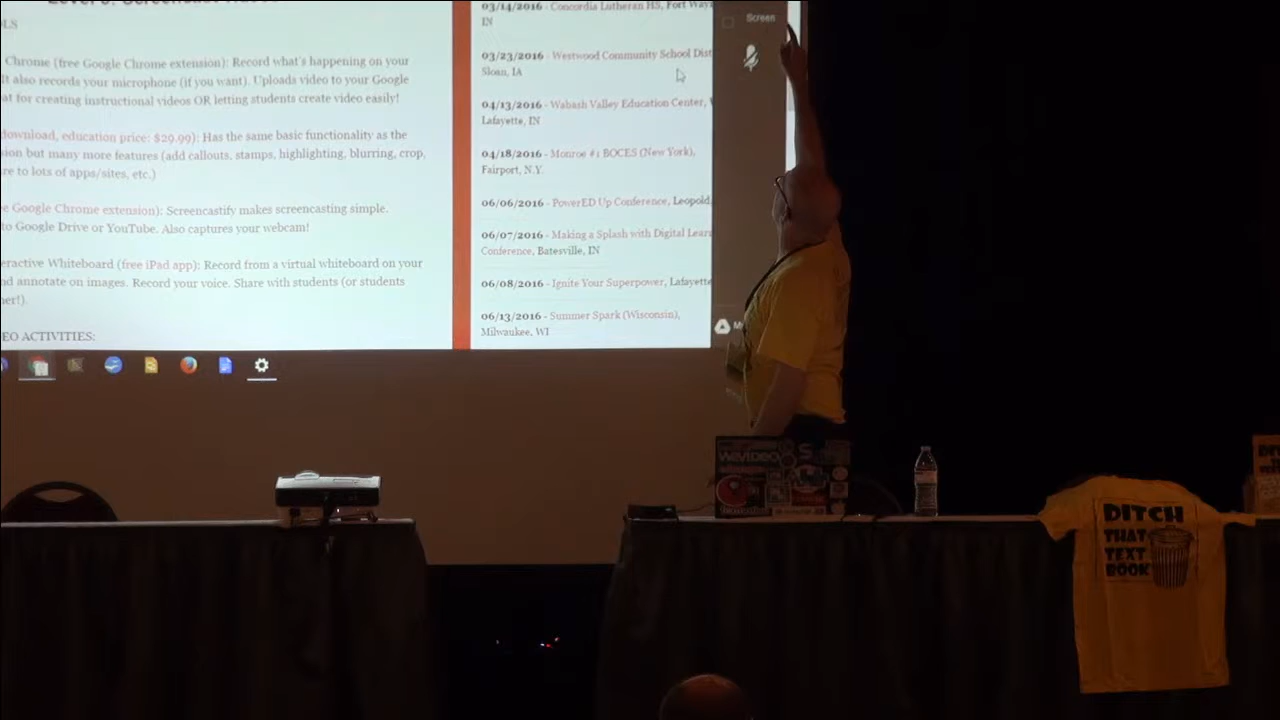 LS
Chrome (free Google Chrome extension): Record what's happening on your
It also records your microphone (if you want). Uploads video to your Google
at for creating instructional videos OR letting students create video easily!
download, education price: $29.99): Has the same basic functionality as the
ion but many more features (add callouts, stamps, highlighting, blurring, crop,
re to lots of apps/sites, etc.)
e Google Chrome extension): Screencastify makes screencasting simple.
to Google Drive or YouTube. Also captures your webcam!
eractive Whiteboard (free iPad app): Record from a virtual whiteboard on your
nd annotate on images. Record your voice. Share with students (or students
her!).
EO ACTIVITIES:
03/14/2016 - Concordia Lutheran HS, Fort Way
IN
03/23/2016 - Westwood Community School Dist
Sloan, IA
04/13/2016 - Wabash Valley Education Center,
Lafayette, IN
04/18/2016 - Monroe #1 BOCES (New York),
Fairport, N.Y.
06/06/2016 - PowerED Up Conference, Leopold,
06/07/2016 - Making a Splash with Digital Lear
Conference, Batesville, IN
06/08/2016 - Ignite Your Superpower, Lafayette
06/13/2016 - Summer Spark (Wisconsin),
Milwaukee, WI
Screen
M
WEVIDEO
DITCH
THAT
TEXT
BOOK